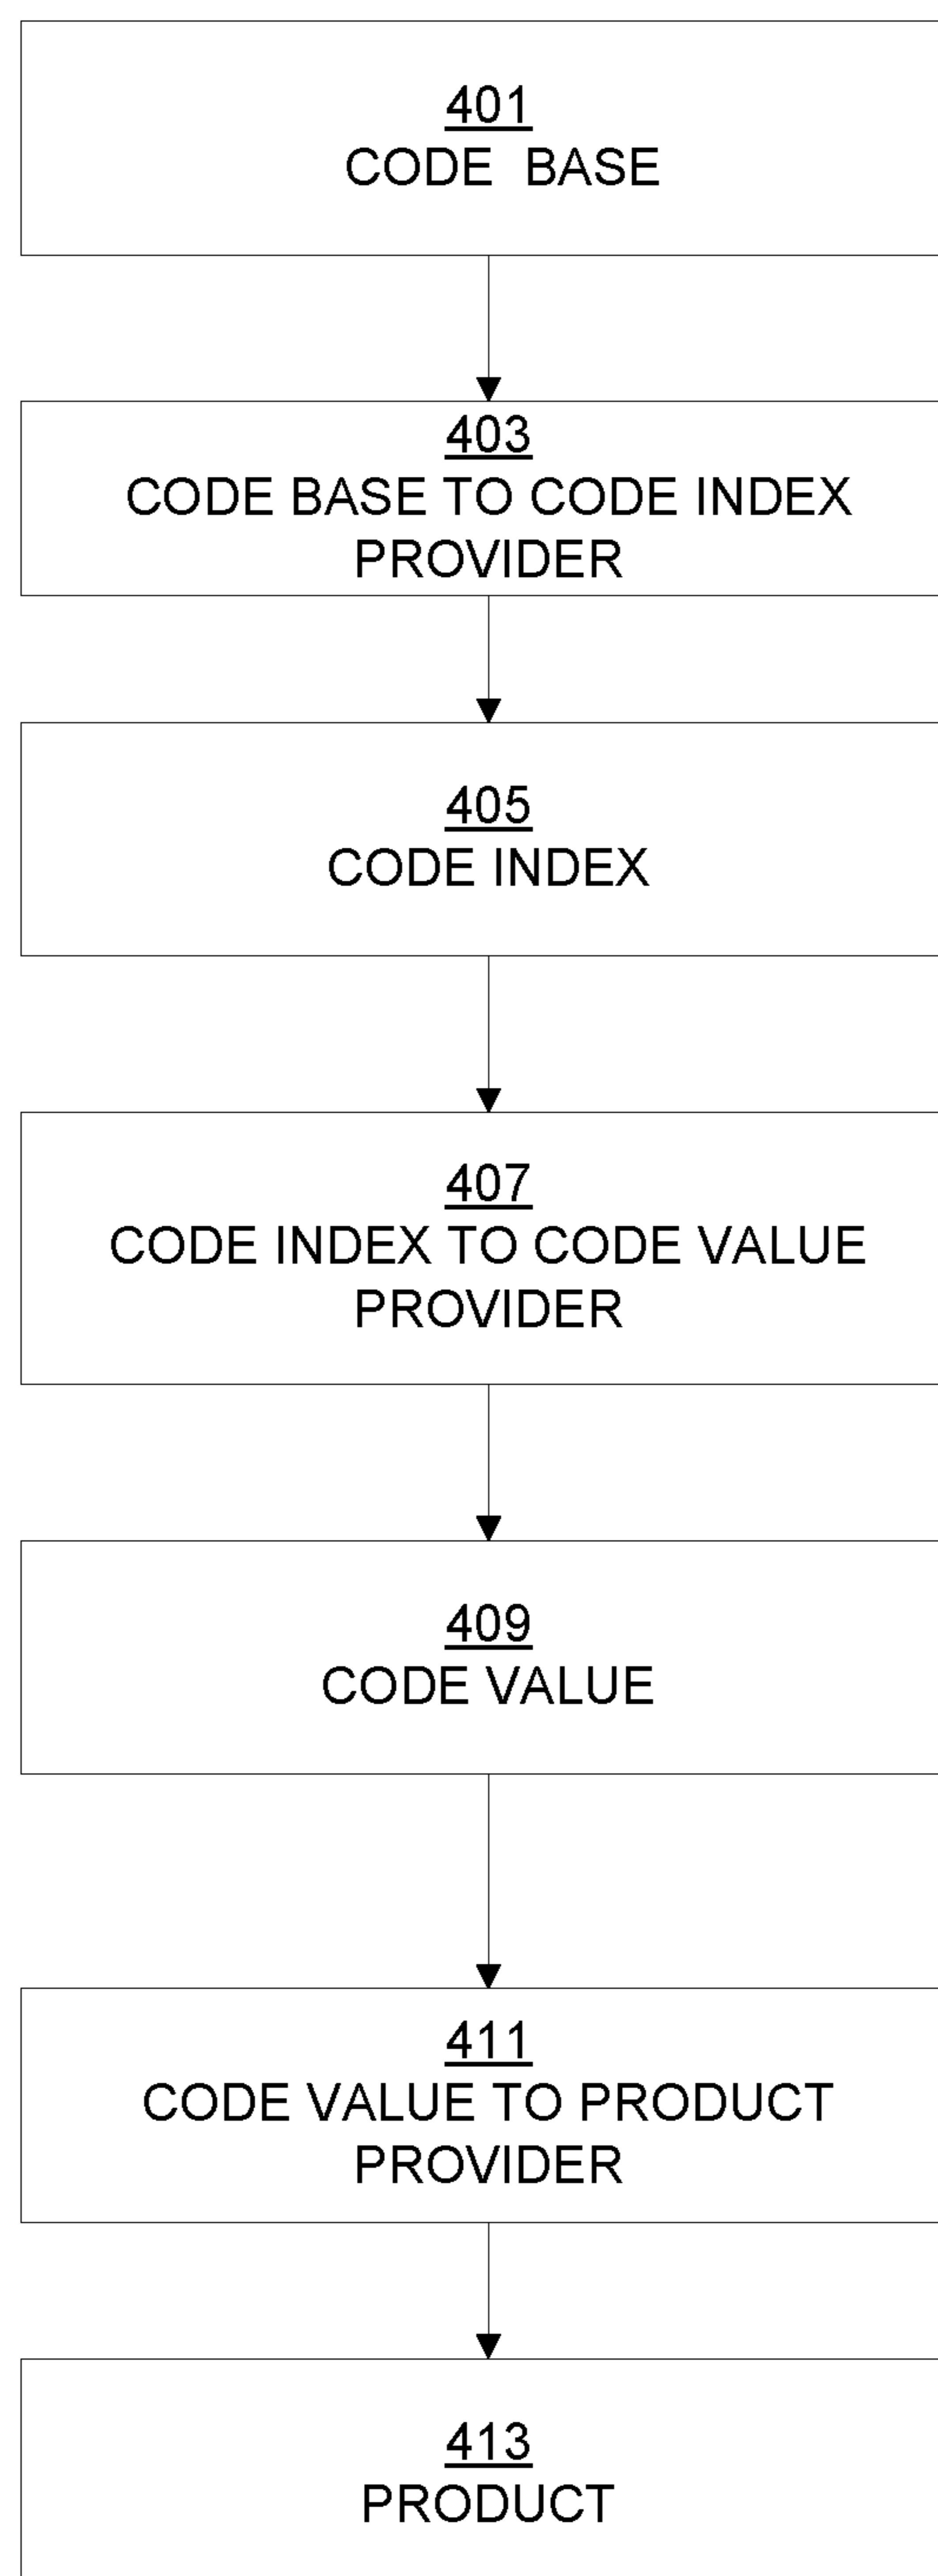 401
CODE BASE
403
CODE BASE TO CODE INDEX
PROVIDER
405
CODE INDEX
407
CODE INDEX TO CODE VALUE
PROVIDER
409
CODE VALUE
411
CODE VALUE TO PRODUCT
PROVIDER
413
PRODUCT